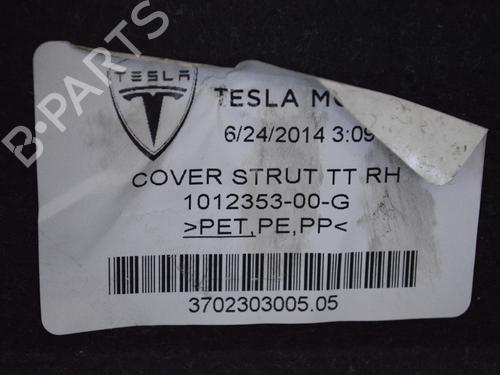 B-PARTS
TESLA
TESLA MO
6/24/2014 3:09
COVER STRUT TT RH
1012353-00-G
>PET,PE,PP<
3702303005.05